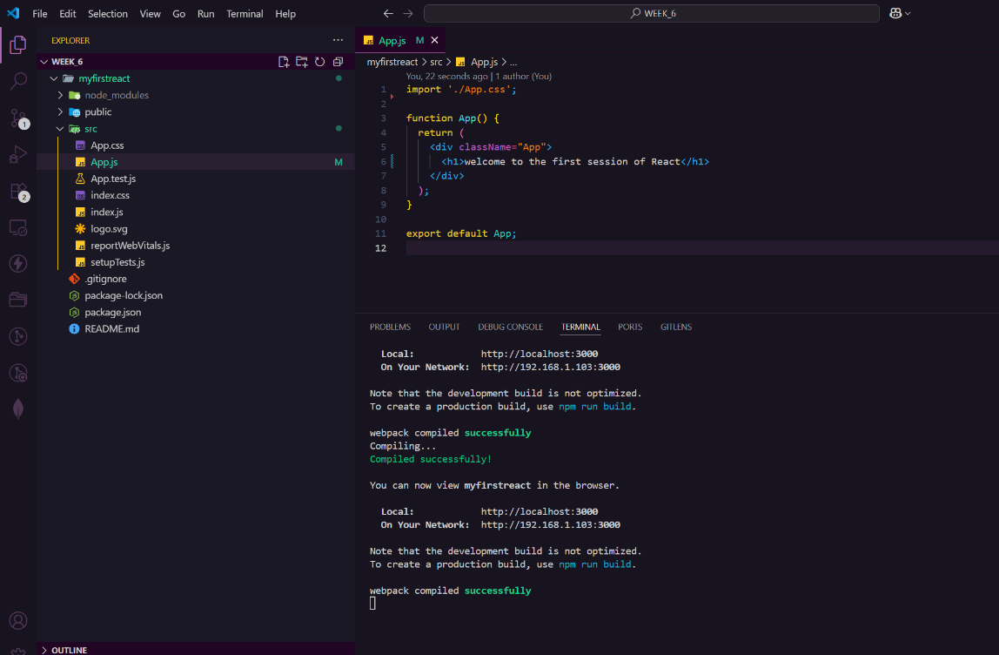 File Edit Selection View Go Run Terminal Help
WEEK_6
EXPLORER
WEEK_6
myfirstreact
node_modules
public
src
App.css
App.js M
App.test.js
index.css
index.js
logo.svg
reportWebVitals.js
setupTests.js
.gitignore
package-lock.json
package.json
README.md
OUTLINE
1
2
App.js M
myfirstreact > src > App.js > ...
You, 22 seconds ago | 1 author (You)
1 import './App.css';
2
3 function App() {
4 return (
5 <div className="App">
6 <h1>welcome to the first session of React</h1>
7 </div>
8 );
9 }
10
11 export default App;
12
PROBLEMS OUTPUT DEBUG CONSOLE TERMINAL PORTS GITLENS
Local: http://localhost:3000
On Your Network: http://192.168.1.103:3000
Note that the development build is not optimized.
To create a production build, use npm run build.
webpack compiled successfully
Compiling...
Compiled successfully!
You can now view myfirstreact in the browser.
Local: http://localhost:3000
On Your Network: http://192.168.1.103:3000
Note that the development build is not optimized.
To create a production build, use npm run build.
webpack compiled successfully